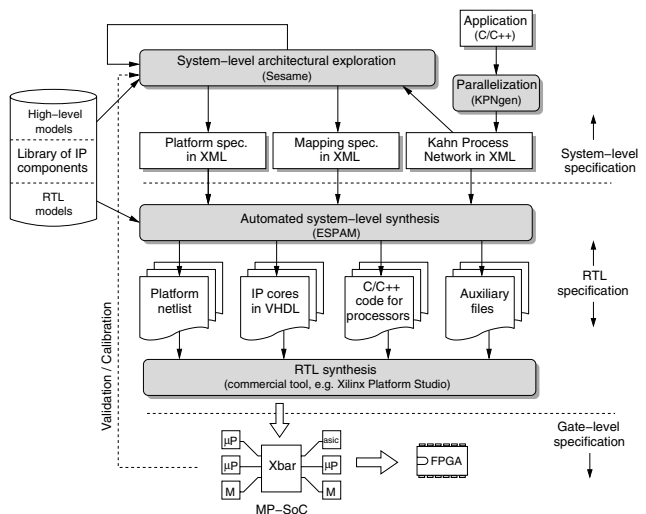 Application
(C/C++)
System-level architectural exploration
(Sesame)
Parallelization
(KPNgen)
High-level
models
Library of IP
components
RTL
models
Platform spec.
in XML
Mapping spec.
in XML
Kahn Process
Network in XML
System-level
specification
Automated system-level synthesis
(ESPAM)
Platform
netlist
IP cores
in VHDL
C/C++
code for
processors
Auxiliary
files
RTL
specification
RTL synthesis
(commercial tool, e.g. Xilinx Platform Studio)
Validation / Calibration
Gate-level
specification
μP
asic
μP
Xbar
μP
M
M
FPGA
MP-SoC